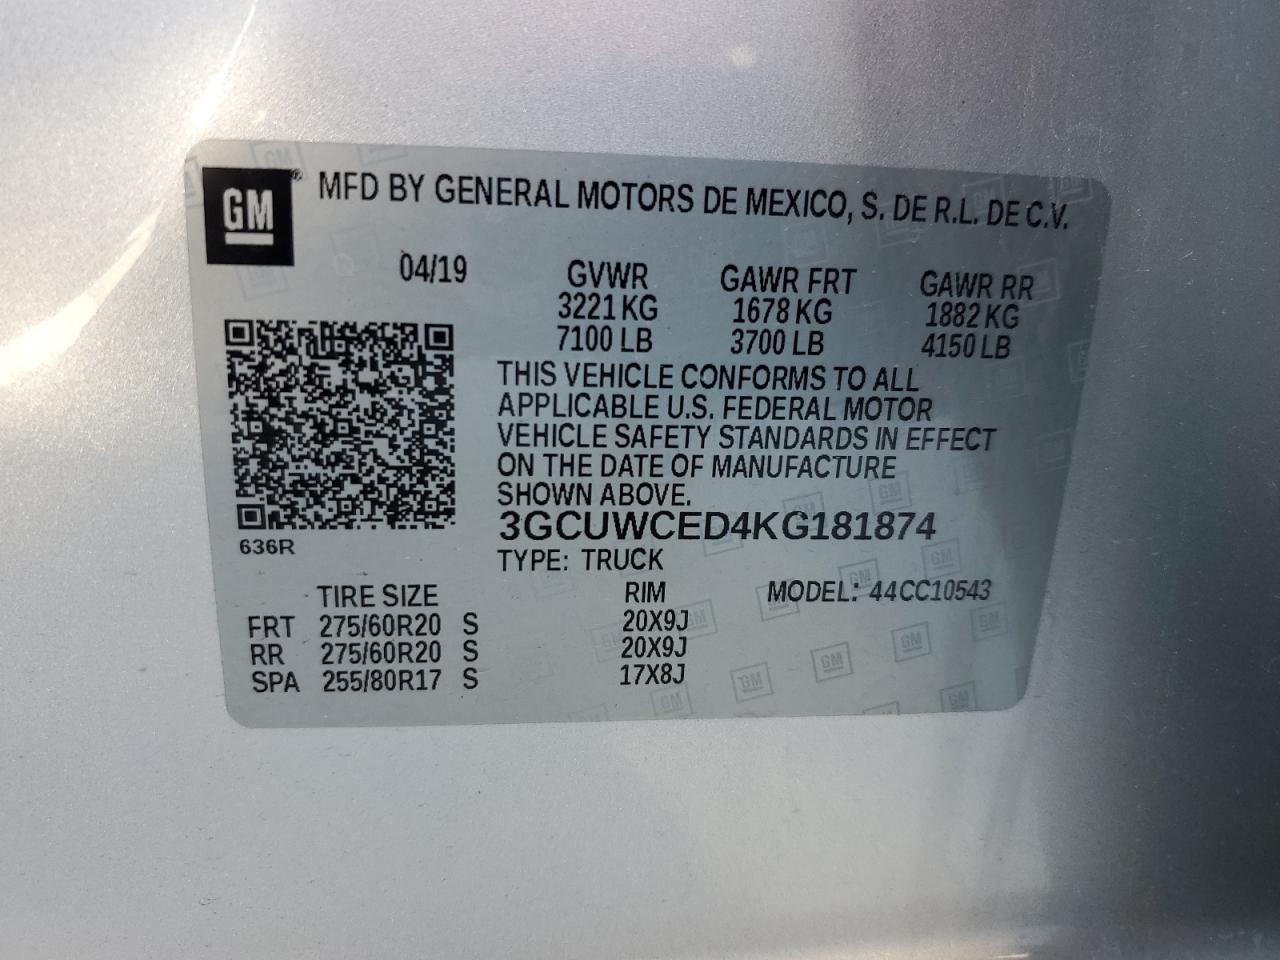 GM ® MFD BY GENERAL MOTORS DE MEXICO, S. DE R.L. DE C.V.
04/19 GVWR GAWR FRT GAWR RR
3221 KG 1678 KG 1882 KG
7100 LB 3700 LB 4150 LB
THIS VEHICLE CONFORMS TO ALL
APPLICABLE U.S. FEDERAL MOTOR
VEHICLE SAFETY STANDARDS IN EFFECT
ON THE DATE OF MANUFACTURE
SHOWN ABOVE.
3GCUWCED4KG181874
636R
TYPE: TRUCK
TIRE SIZE RIM MODEL: 44CC10543
FRT 275/60R20 S 20X9J
RR 275/60R20 S 20X9J
SPA 255/80R17 S 17X8J